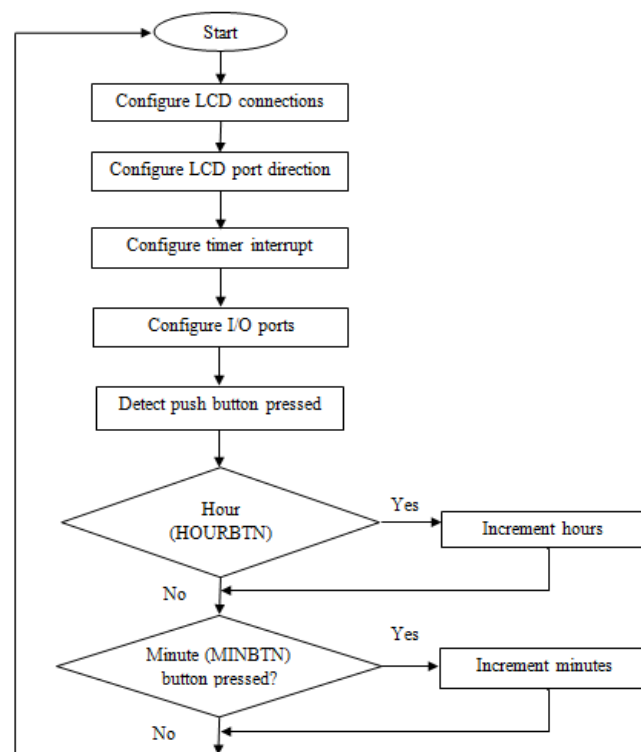 Start
Configure LCD connections
Configure LCD port direction
Configure timer interrupt
Configure I/O ports
Detect push button pressed
Hour
(HOURBTN)
Yes
Increment hours
No
Minute (MINBTN)
button pressed?
Yes
Increment minutes
No